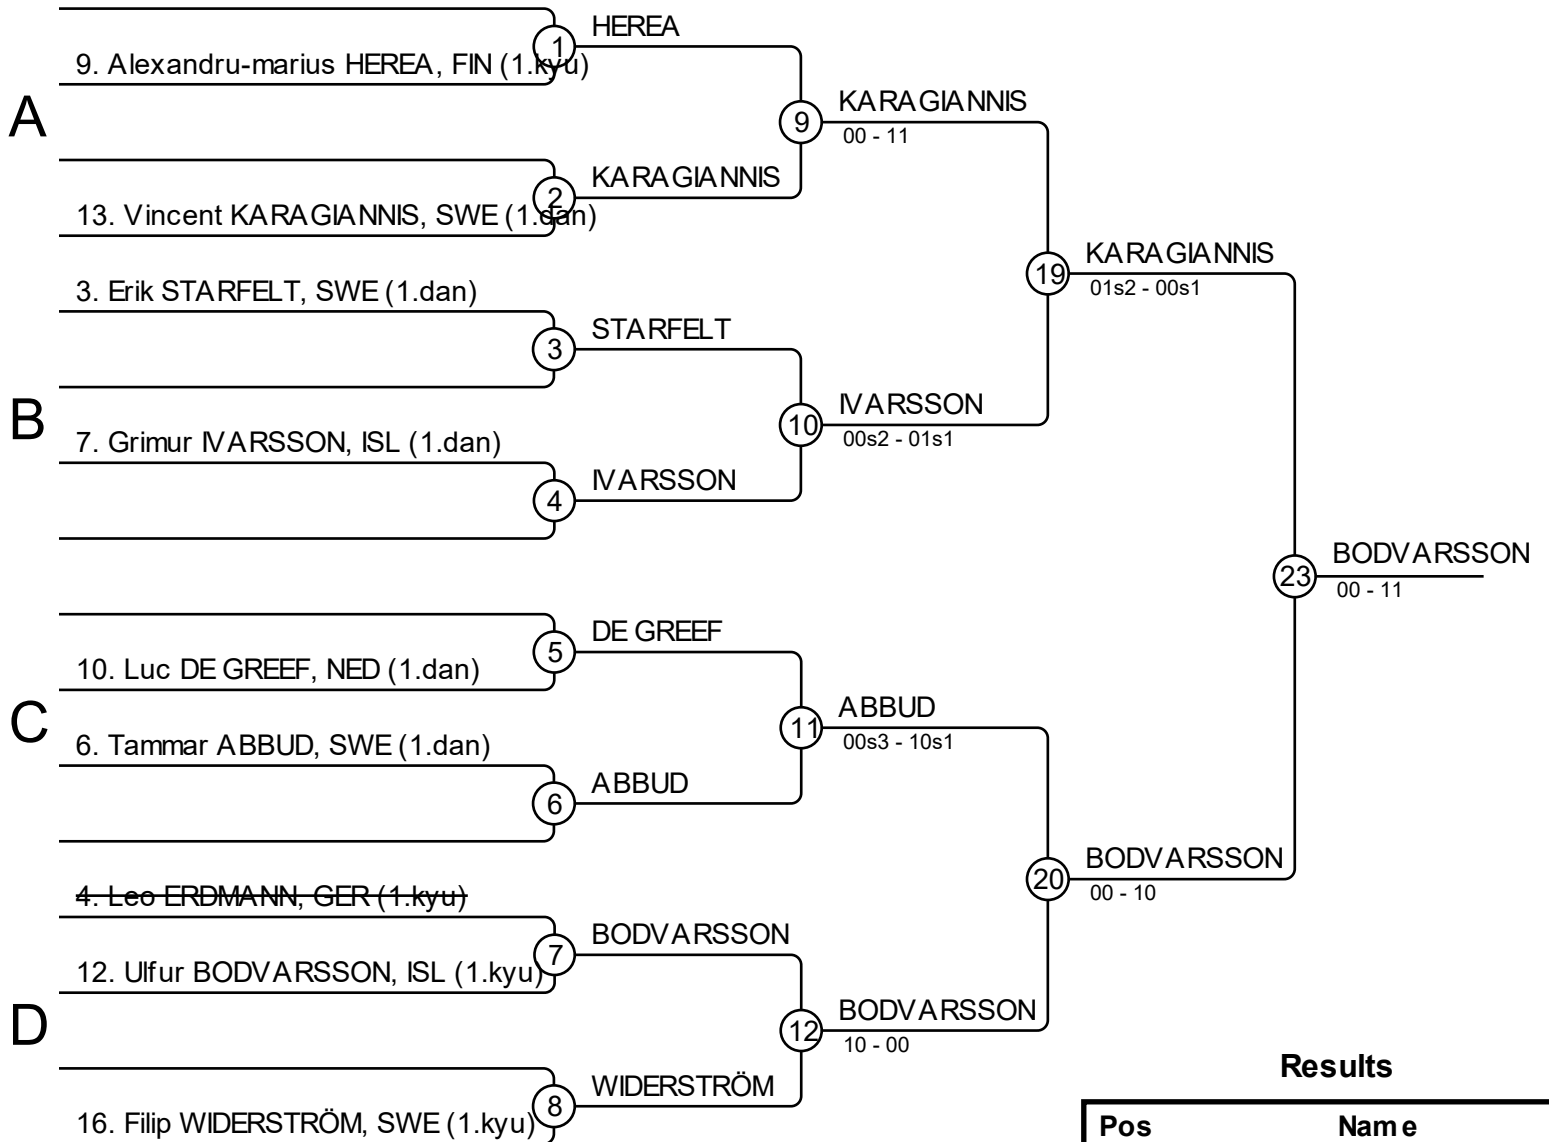 HEREA
1
9. Alexandru-marius HEREA, FIN (1.kyu)
A
KARAGIANNIS
9
00 - 11
KARAGIANNIS
2
13. Vincent KARAGIANNIS, SWE (1.dan)
KARAGIANNIS
19
01s2 - 00s1
3. Erik STARFELT, SWE (1.dan)
STARFELT
3
B
IVARSSON
10
00s2 - 01s1
7. Grimur IVARSSON, ISL (1.dan)
IVARSSON
4
BODVARSSON
23
00 - 11
DE GREEF
5
10. Luc DE GREEF, NED (1.dan)
C
ABBUD
11
00s3 - 10s1
6. Tammar ABBUD, SWE (1.dan)
ABBUD
6
BODVARSSON
20
00 - 10
4. Leo ERDMANN, GER (1.kyu)
BODVARSSON
7
12. Ulfur BODVARSSON, ISL (1.kyu)
D
BODVARSSON
12
10 - 00
WIDERSTRÖM
8
16. Filip WIDERSTRÖM, SWE (1.kyu)
Results
Pos Name